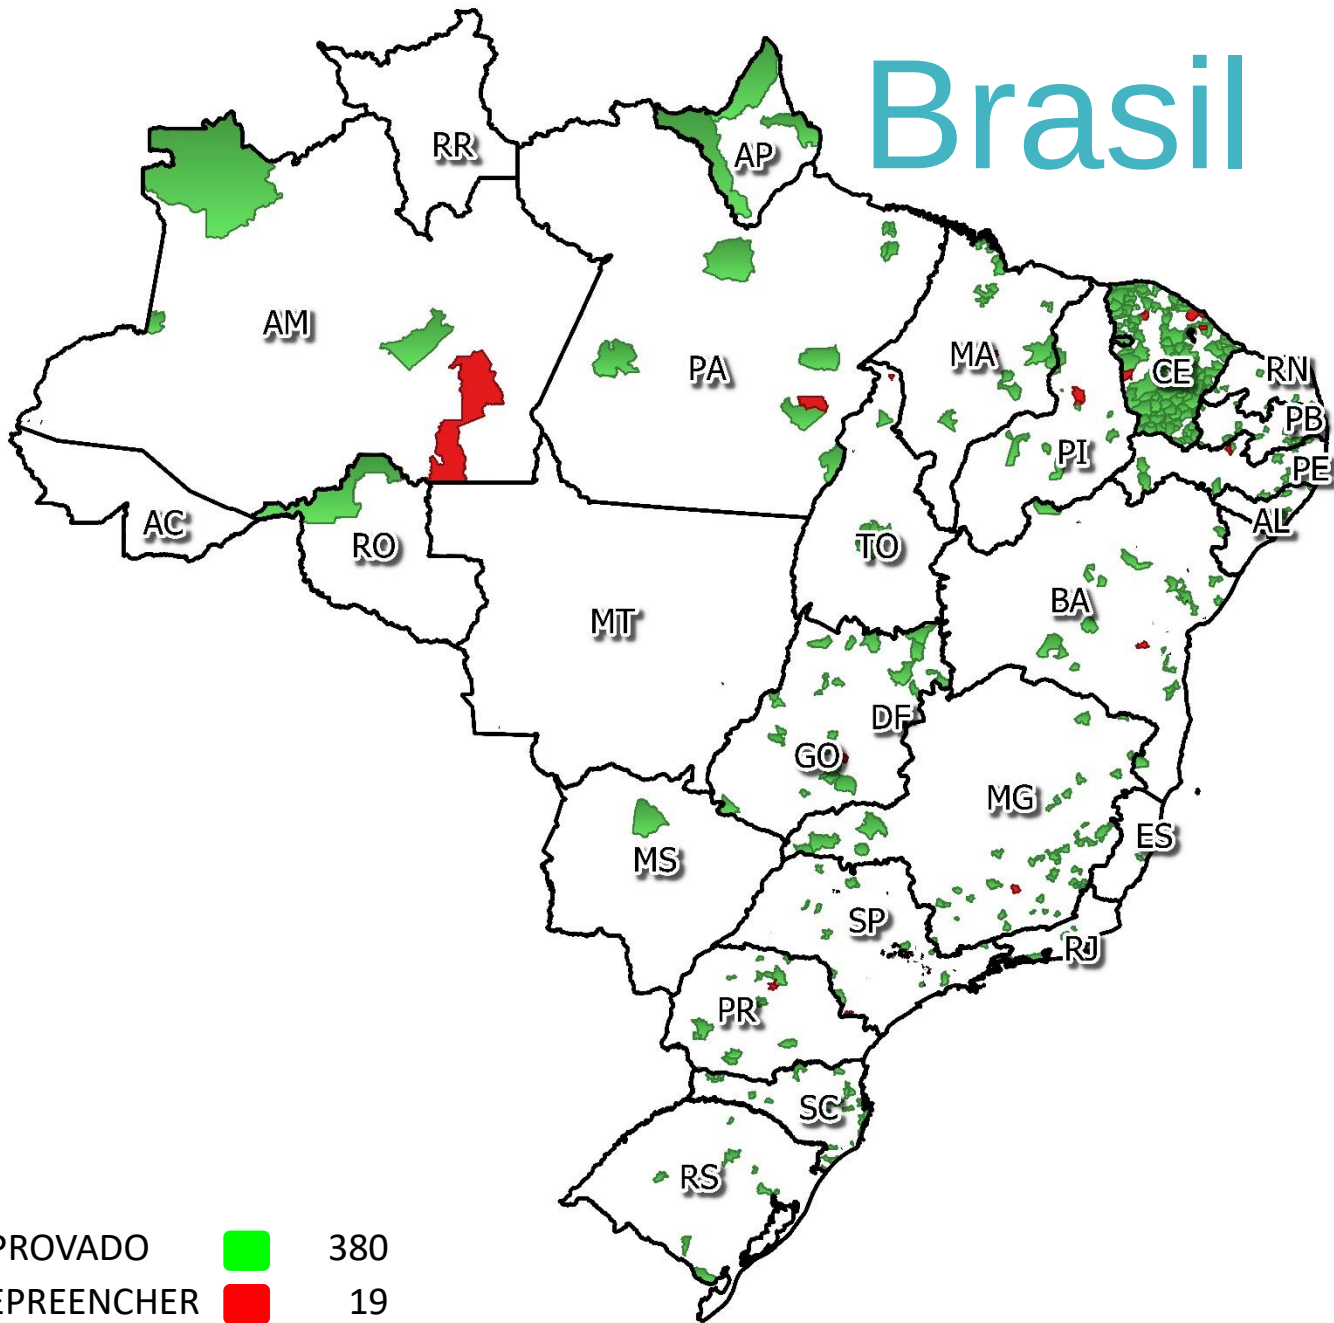 Brasil
RR
AP
AM
PA
MA
CE
RN
PB
PI
PE
AC
RO
TO
AL
MT
BA
DF
GO
MG
MS
ES
SP
RJ
PR
SC
RS
PROVADO 380
EPREENCHER 19